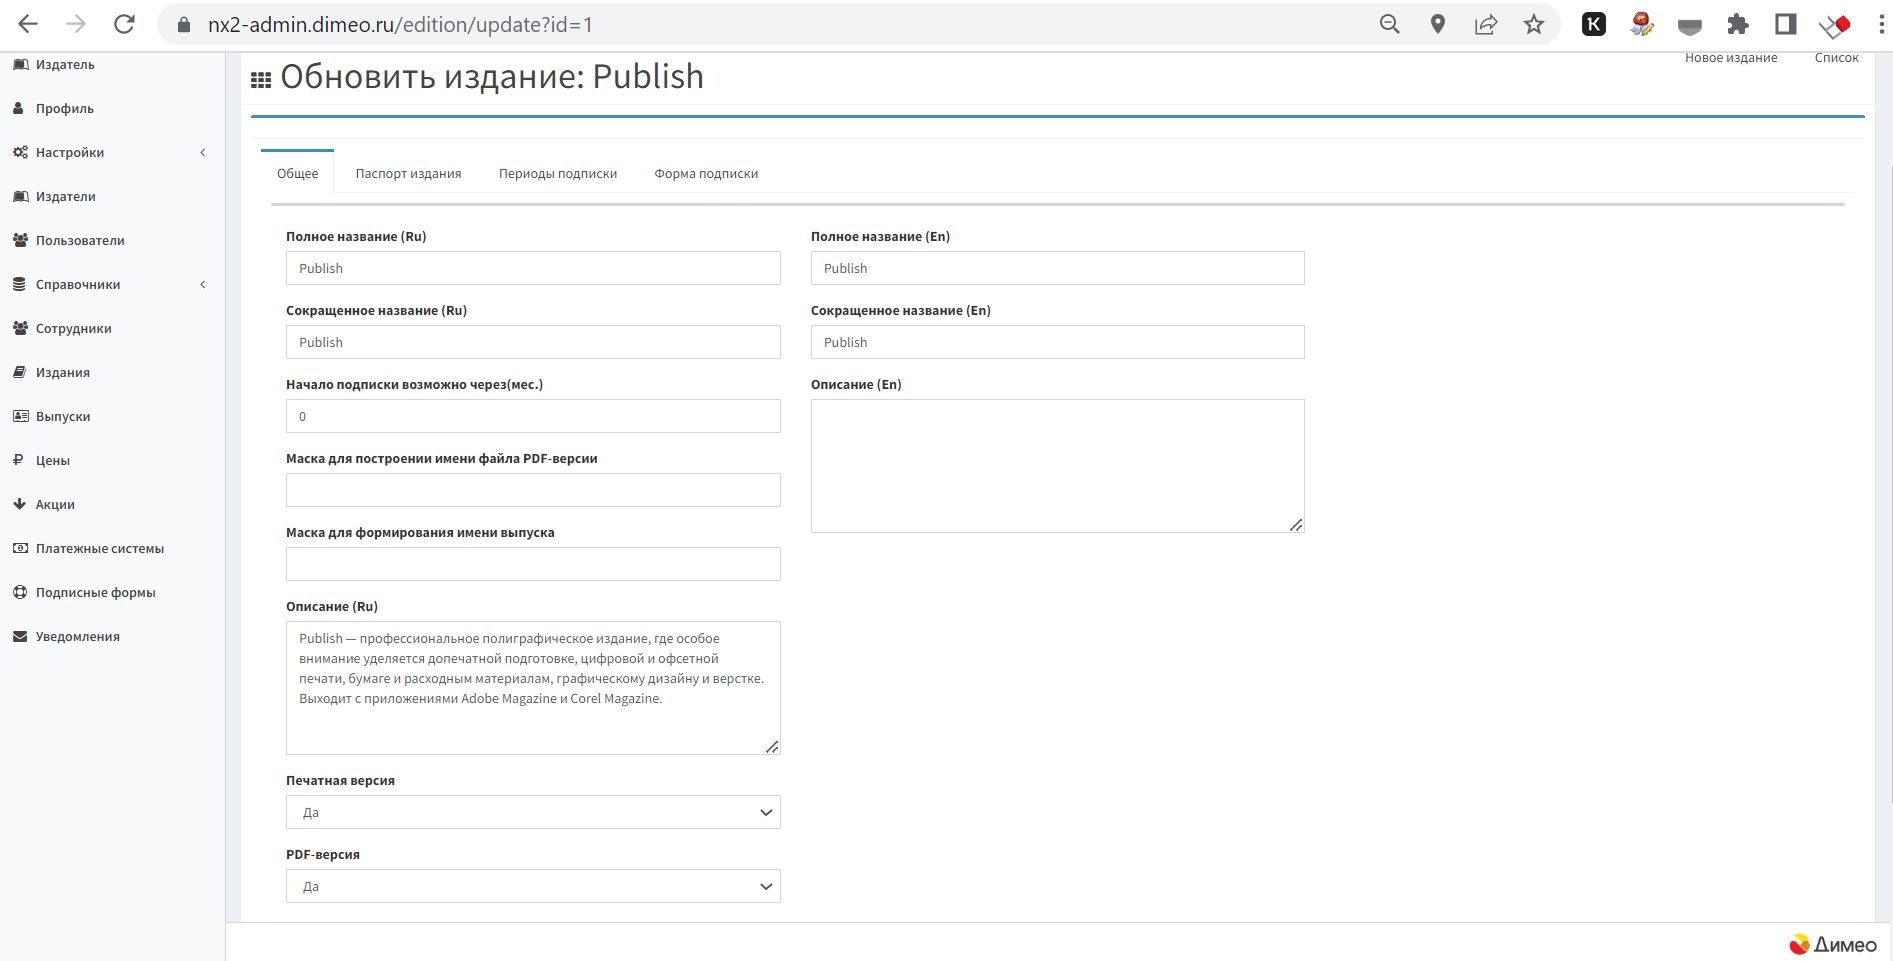 nx2-admin.dimeo.ru/edition/update?id=1
Издатель
Профиль
Настройки
Издатели
Пользователи
Справочники
Сотрудники
Издания
Выпуски
Цены
Акции
Платежные системы
Подписные формы
Уведомления
Новое издание
Список
Обновить издание: Publish
Общее
Паспорт издания
Периоды подписки
Форма подписки
Полное название (Ru)
Publish
Полное название (En)
Publish
Сокращенное название (Ru)
Publish
Сокращенное название (En)
Publish
Начало подписки возможно через(мес.)
0
Описание (En)
Маска для построении имени файла PDF-версии
Маска для формирования имени выпуска
Описание (Ru)
Publish — профессиональное полиграфическое издание, где особое
внимание уделяется допечатной подготовке, цифровой и офсетной
печати, бумаге и расходным материалам, графическому дизайну и верстке.
Выходит с приложениями Adobe Magazine и Corel Magazine.
Печатная версия
Да
PDF-версия
Да
Димео